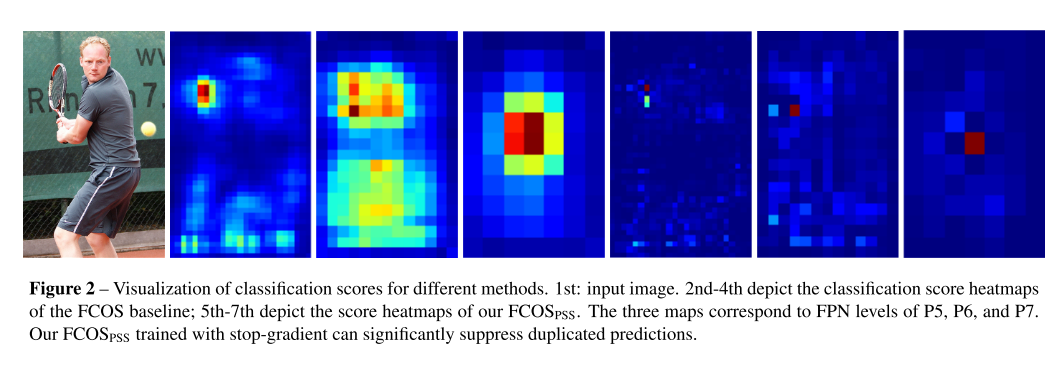 WW
R n n 7.
Figure 2 – Visualization of classification scores for different methods. 1st: input image. 2nd-4th depict the classification score heatmaps
of the FCOS baseline; 5th-7th depict the score heatmaps of our FCOSPSS. The three maps correspond to FPN levels of P5, P6, and P7.
Our FCOSPSS trained with stop-gradient can significantly suppress duplicated predictions.